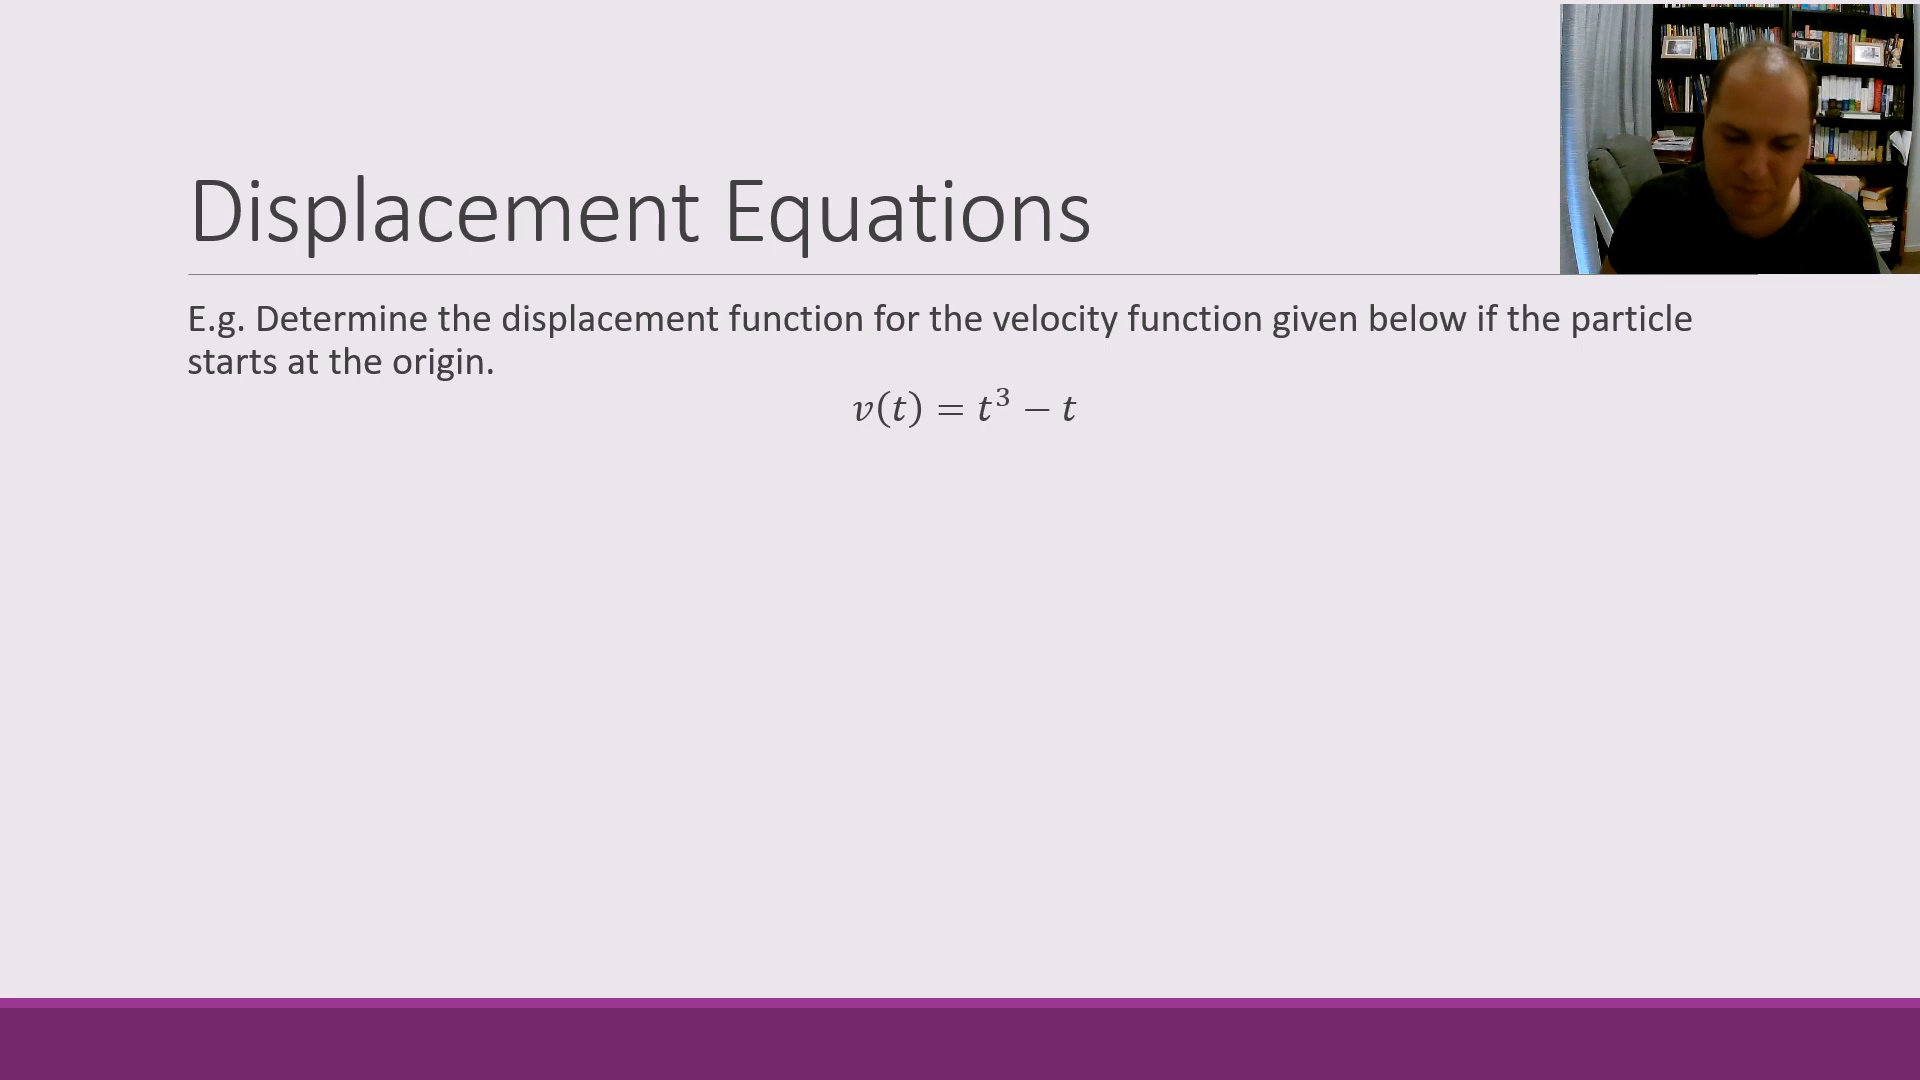 Displacement Equations
E.g. Determine the displacement function for the velocity function given below if the particle
starts at the origin.
v(t) = t³ − t